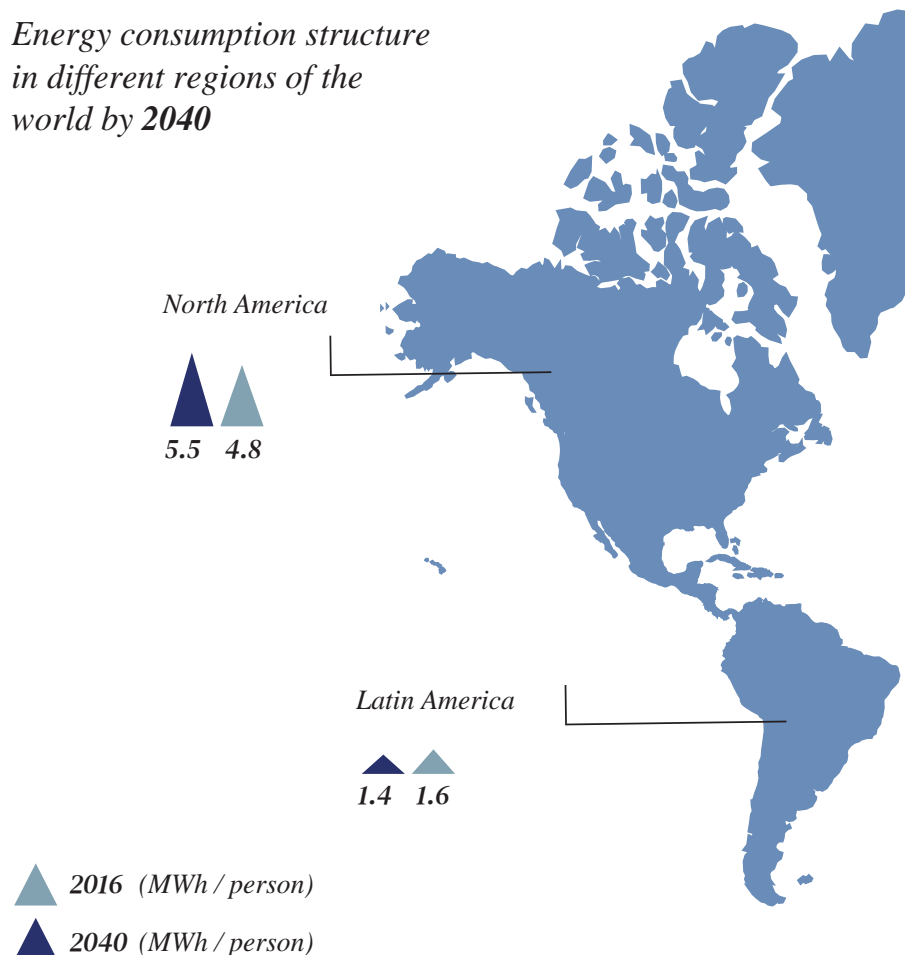 Energy consumption structure
in different regions of the
world by 2040
North America
5.5 4.8
Latin America
1.4 1.6
2016 (MWh / person)
2040 (MWh / person)